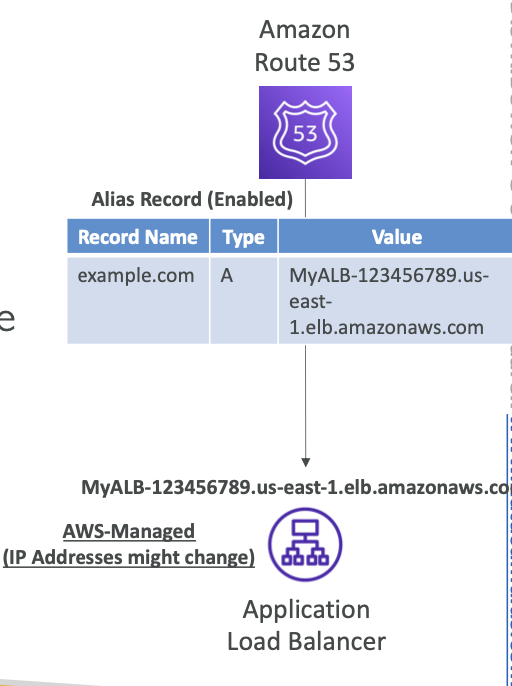 Amazon
Route 53
53
Alias Record (Enabled)
Record Name Type Value
example.com A MyALB-123456789.us-
east-
1.elb.amazonaws.com
e
MyALB-123456789.us-east-1.elb.amazonaws.co
AWS-Managed
(IP Addresses might change)
Application
Load Balancer